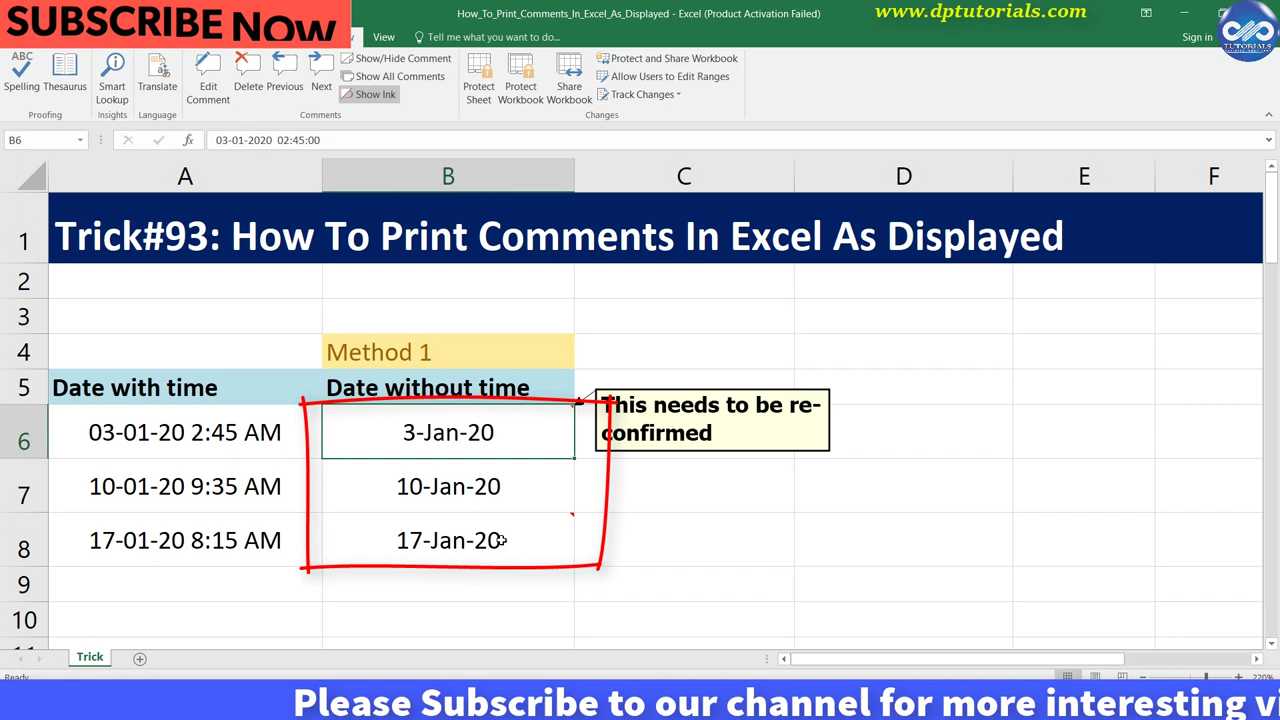 SUBSCRIBE NOW
How_To_Print_Comments_In_Excel_As_Displayed - Excel (Product Activation Failed)
www.dptutorials.com
View
Tell me what you want to do...
Sign in
TUTORIALS
ABC
Spelling
Thesaurus
Smart Lookup
Translate
Edit Comment
Delete
Previous
Next
Show/Hide Comment
Show All Comments
Show Ink
Protect Sheet
Protect Workbook
Share Workbook
Protect and Share Workbook
Allow Users to Edit Ranges
Track Changes
Proofing
Insights
Language
Comments
Changes
B6
fx
03-01-2020 02:45:00
A B C D E F
1 Trick#93: How To Print Comments In Excel As Displayed
2
3
4 Method 1
5 Date with time Date without time
This needs to be re-
confirmed
6 03-01-20 2:45 AM 3-Jan-20
7 10-01-20 9:35 AM 10-Jan-20
8 17-01-20 8:15 AM 17-Jan-20
9
10
Trick
Ready
220%
Please Subscribe to our channel for more interesting vi